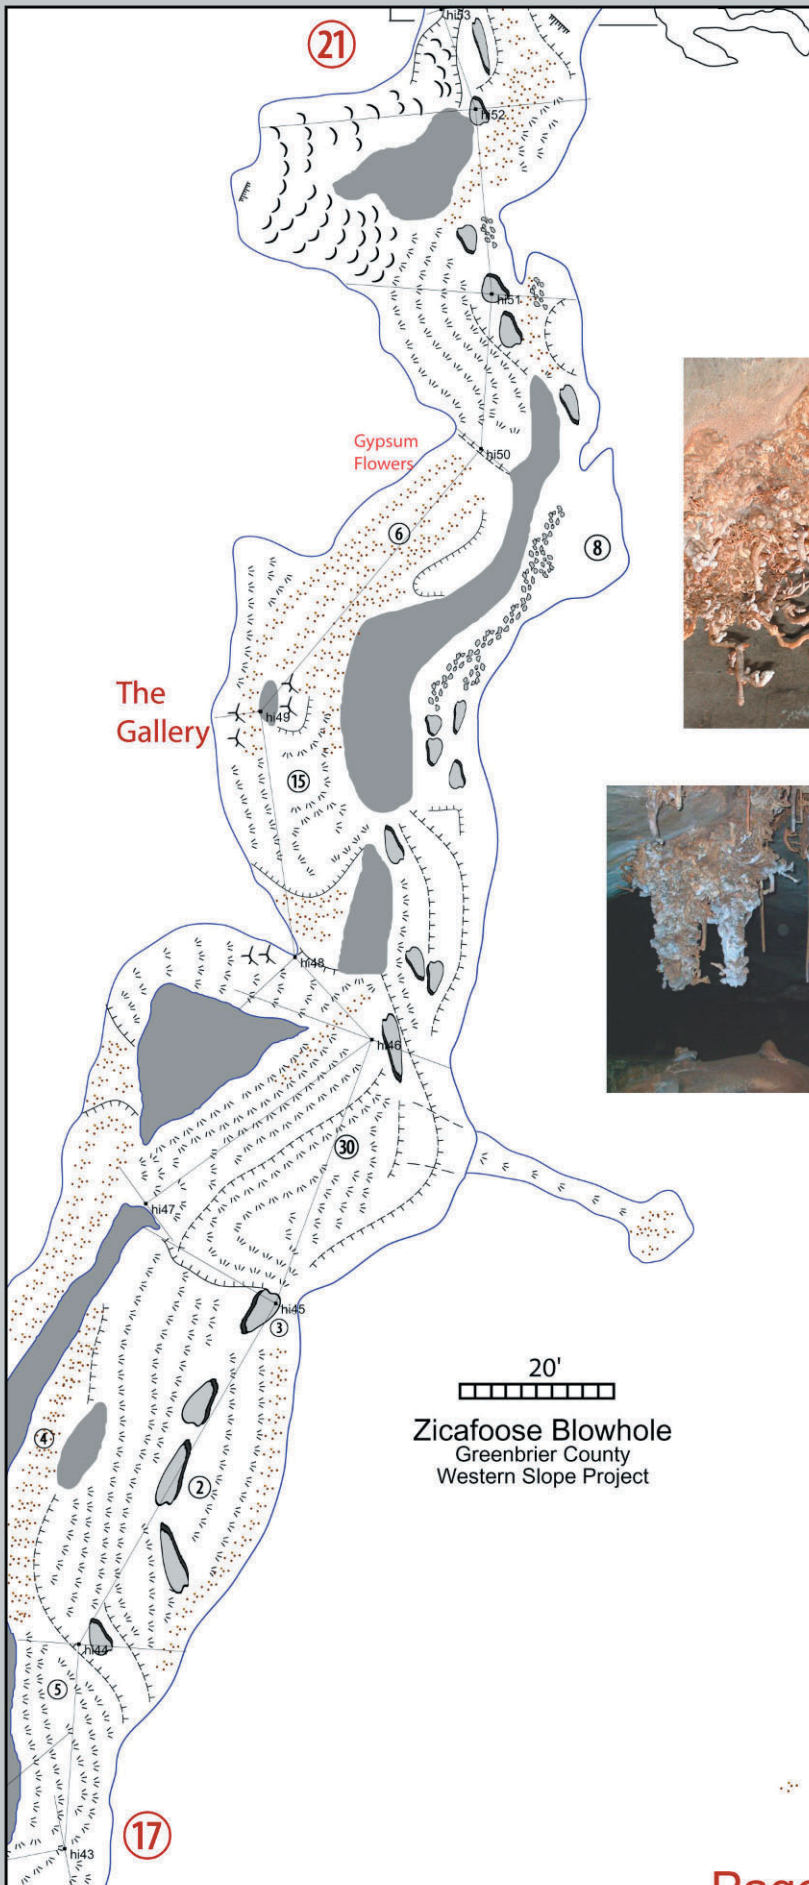 hi53
21
hi52
hi51
Gypsum
Flowers
hi50
6
8
The
Gallery
hi49
15
hi48
hi46
30
hi47
hi45
3
20'
Zicafoose Blowhole
Greenbrier County
Western Slope Project
4
2
hi44
5
17
hi43